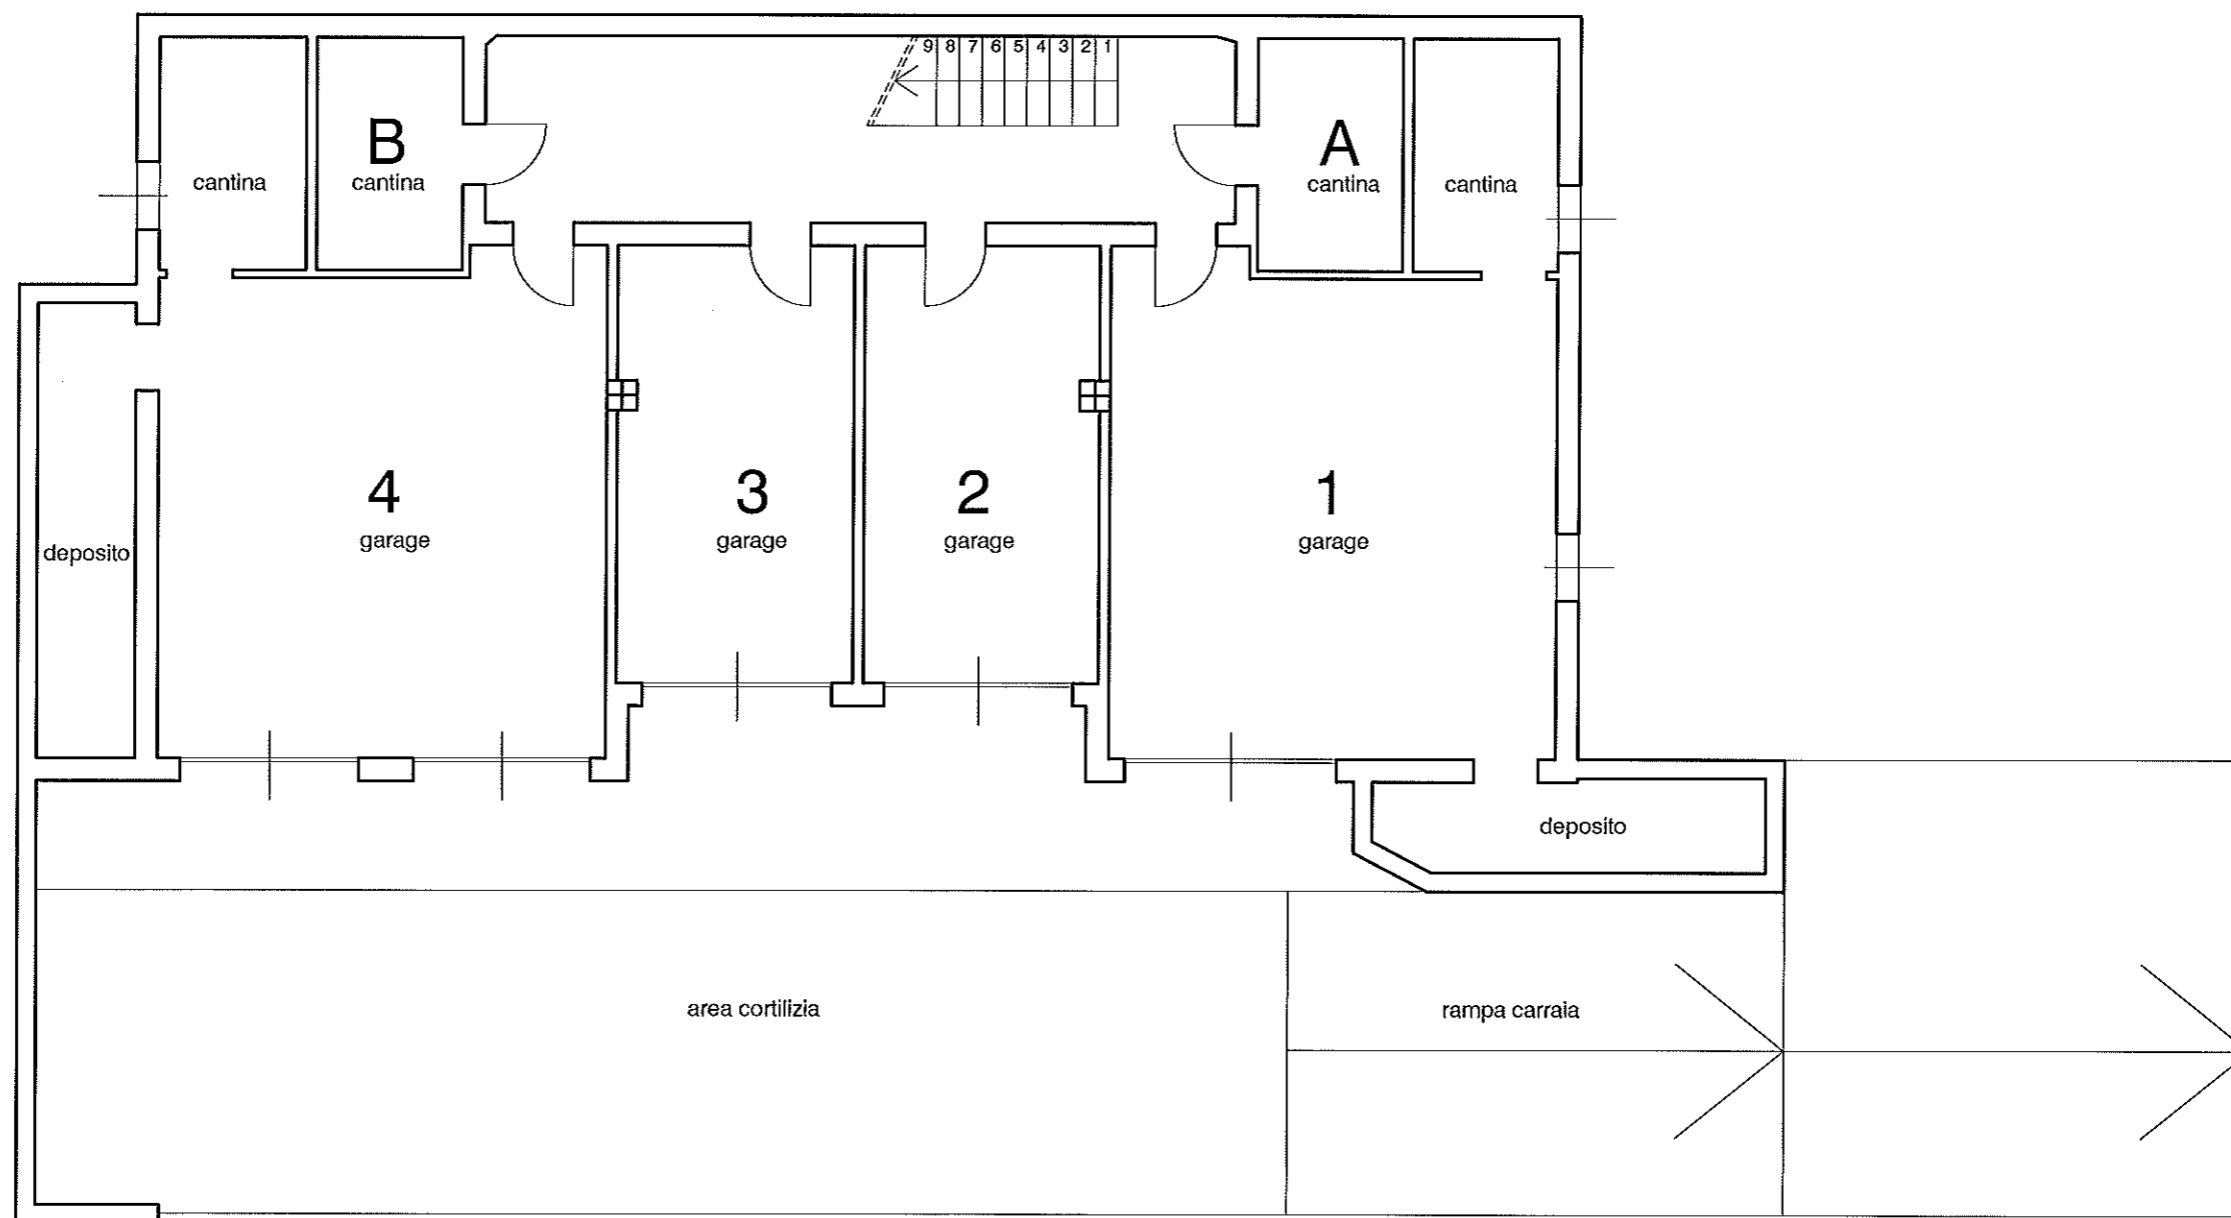 9 8 7 6 5 4 3 2 1
B
A
cantina
cantina
cantina
cantina
4
3
2
1
garage
garage
garage
garage
deposito
deposito
area cortilizia
rampa carraia